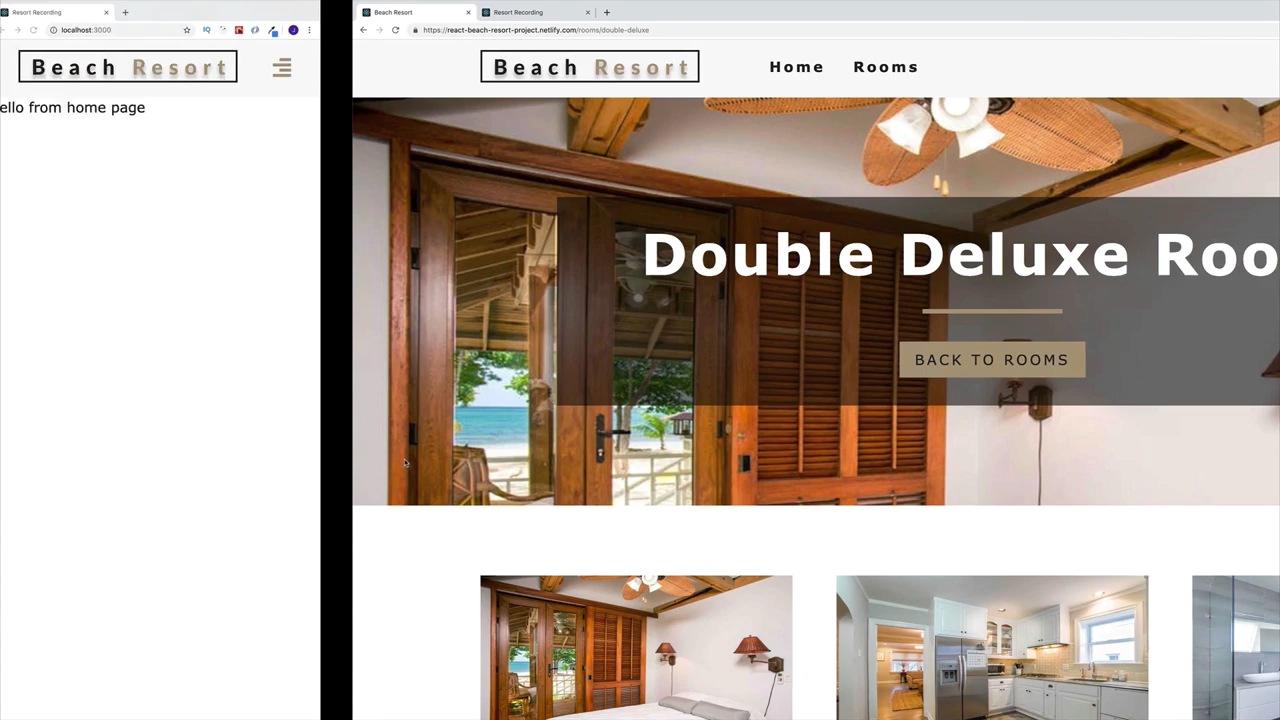 Resort Recording
localhost:3000
Beach Resort
ello from home page
Beach Resort
Resort Recording
https://react-beach-resort-project.netlify.com/rooms/double-deluxe
Beach Resort
Home
Rooms
Double Deluxe Roo
BACK TO ROOMS